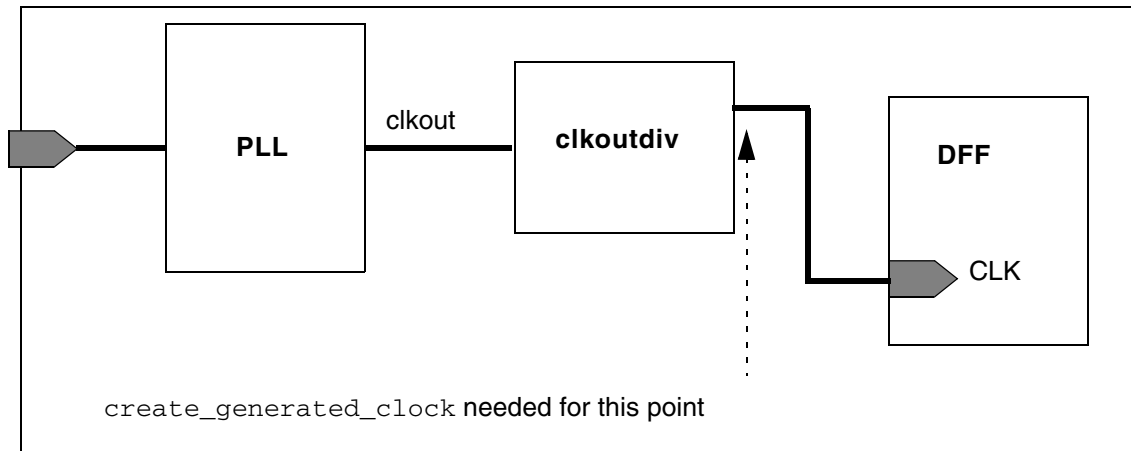 clkout
PLL
clkoutdiv
DFF
CLK
create_generated_clock needed for this point